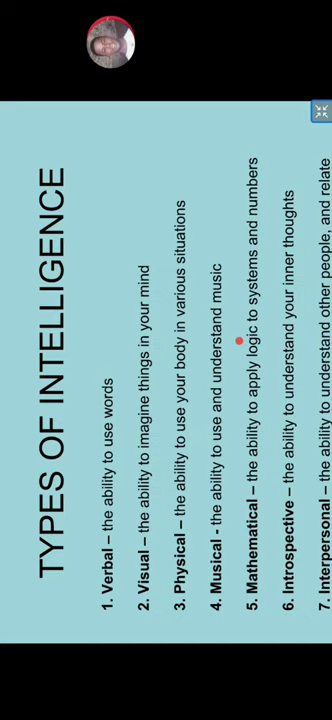 TYPES OF INTELLIGENCE
1. Verbal – the ability to use words
2. Visual – the ability to imagine things in your mind
3. Physical – the ability to use your body in various situations
4. Musical - the ability to use and understand music
5. Mathematical – the ability to apply logic to systems and numbers
6. Introspective – the ability to understand your inner thoughts
7. Interpersonal – the ability to understand other people, and relate